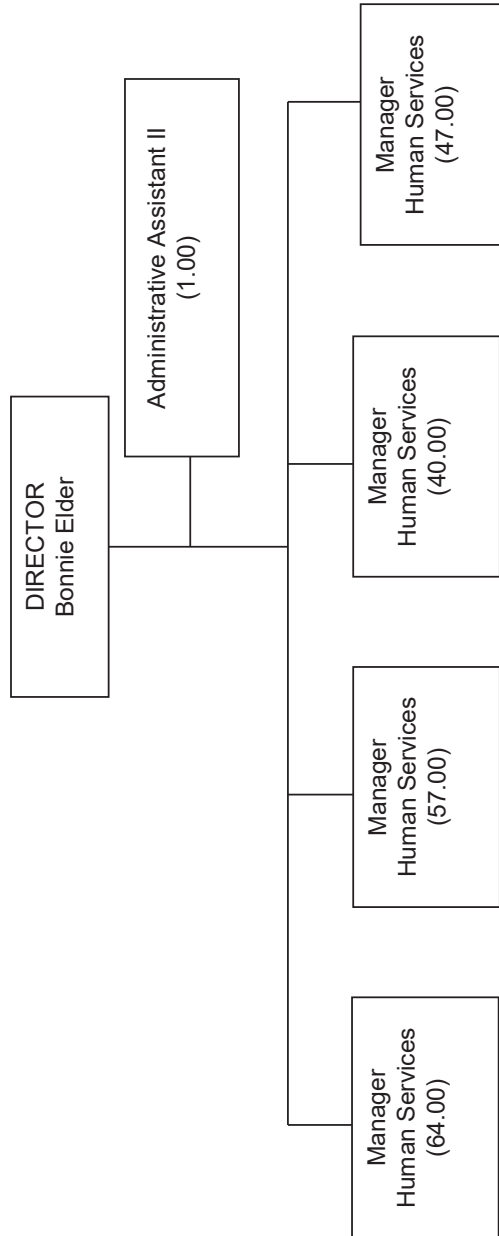 DIRECTOR
Bonnie Elder
Administrative Assistant II
(1.00)
Manager
Human Services
(64.00)
Manager
Human Services
(57.00)
Manager
Human Services
(40.00)
Manager
Human Services
(47.00)